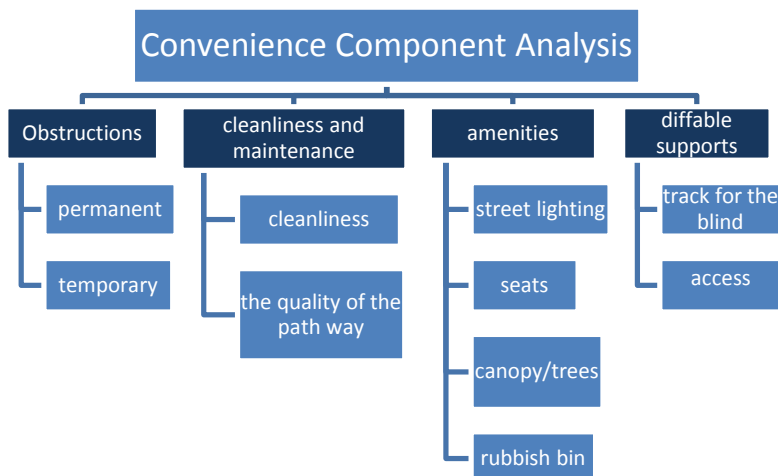 Convenience Component Analysis
Obstructions
permanent
temporary
cleanliness and
maintenance
cleanliness
the quality of the
path way
amenities
street lighting
seats
canopy/trees
rubbish bin
diffable
supports
track for the
blind
access